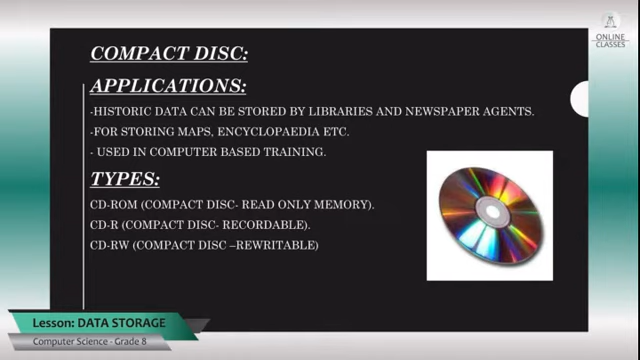 ONLINE
CLASSES
COMPACT DISC:
APPLICATIONS:
-HISTORIC DATA CAN BE STORED BY LIBRARIES AND NEWSPAPER AGENTS.
-FOR STORING MAPS, ENCYCLOPAEDIA ETC.
- USED IN COMPUTER BASED TRAINING.
TYPES:
CD-ROM (COMPACT DISC- READ ONLY MEMORY).
CD-R (COMPACT DISC- RECORDABLE).
CD-RW (COMPACT DISC –REWRITABLE)
Lesson: DATA STORAGE
Computer Science - Grade 8